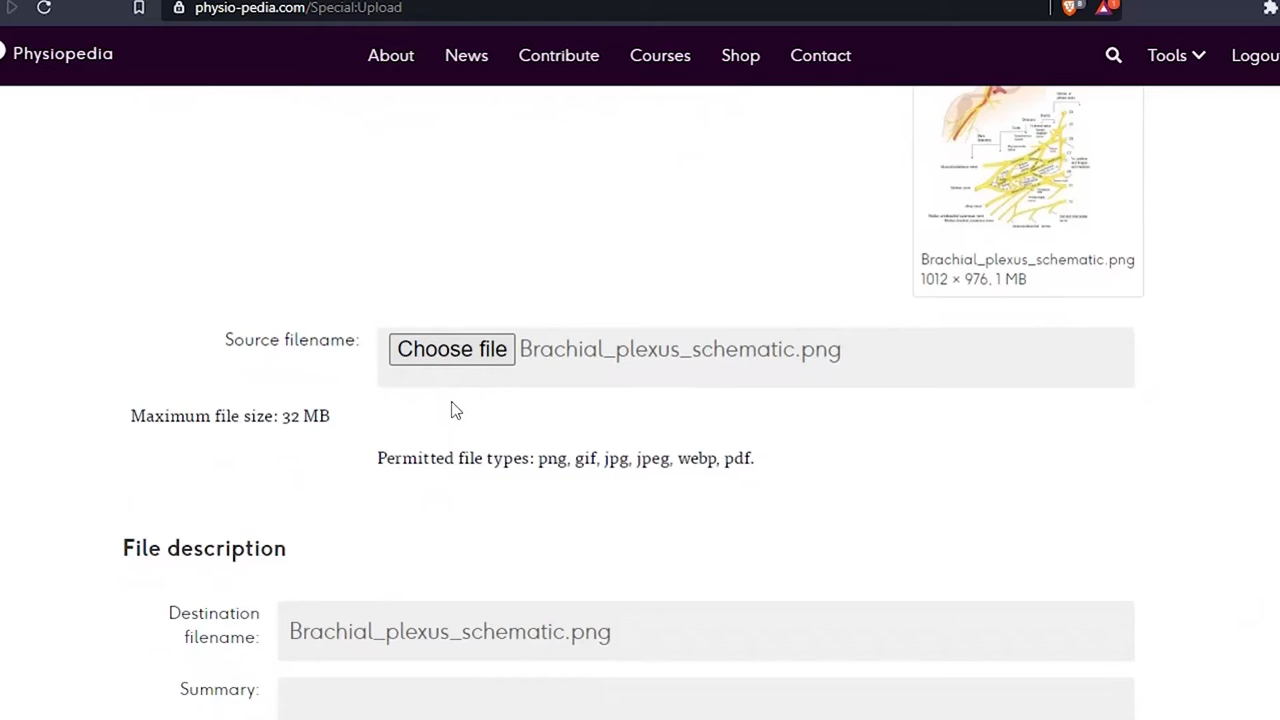 physio-pedia.com/Special:Upload
8
1
Physiopedia
About
News
Contribute
Courses
Shop
Contact
Tools
Logou
Brachial_plexus_schematic.png
1012 × 976, 1 MB
Source filename:
Choose file Brachial_plexus_schematic.png
Maximum file size: 32 MB
Permitted file types: png, gif, jpg, jpeg, webp, pdf.
File description
Destination
filename:
Brachial_plexus_schematic.png
Summary: